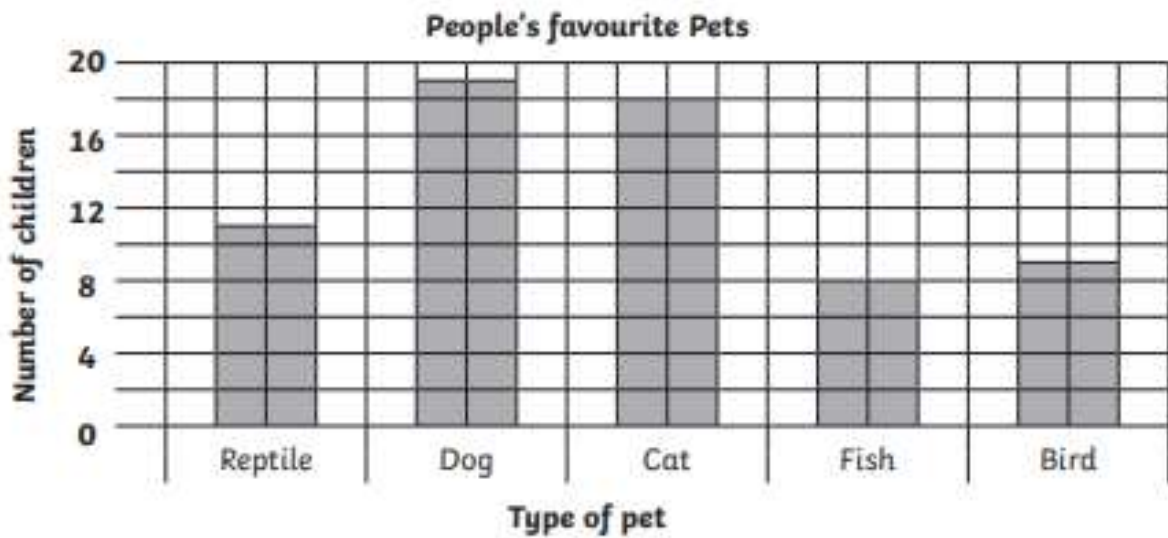 People's favourite Pets
20
16
12
8
4
0
Number of children
Reptile Dog Cat Fish Bird
Type of pet